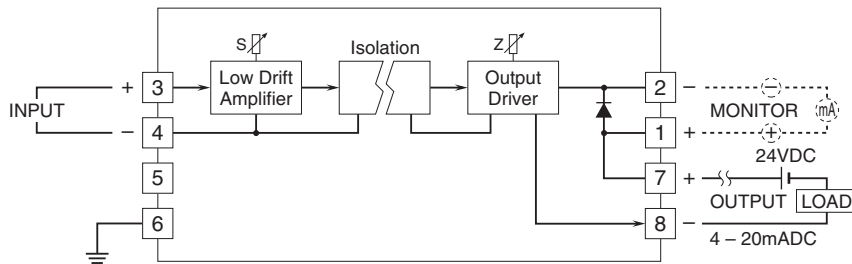 S
Z
Isolation
Low Drift
Amplifier
Output
Driver
INPUT
+ 3
− 4
5
6
2 −
1 +
7 +
8 −
−
MONITOR
mA
+
24VDC
OUTPUT
LOAD
4 – 20mADC